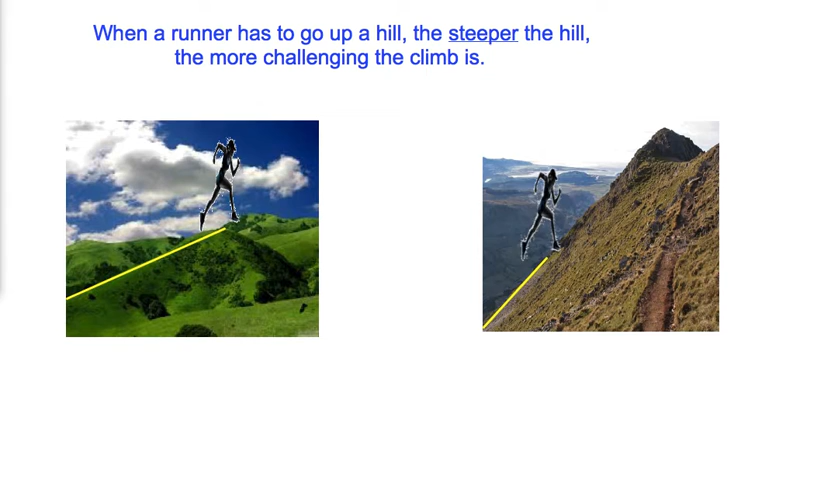 When a runner has to go up a hill, the steeper the hill,
the more challenging the climb is.